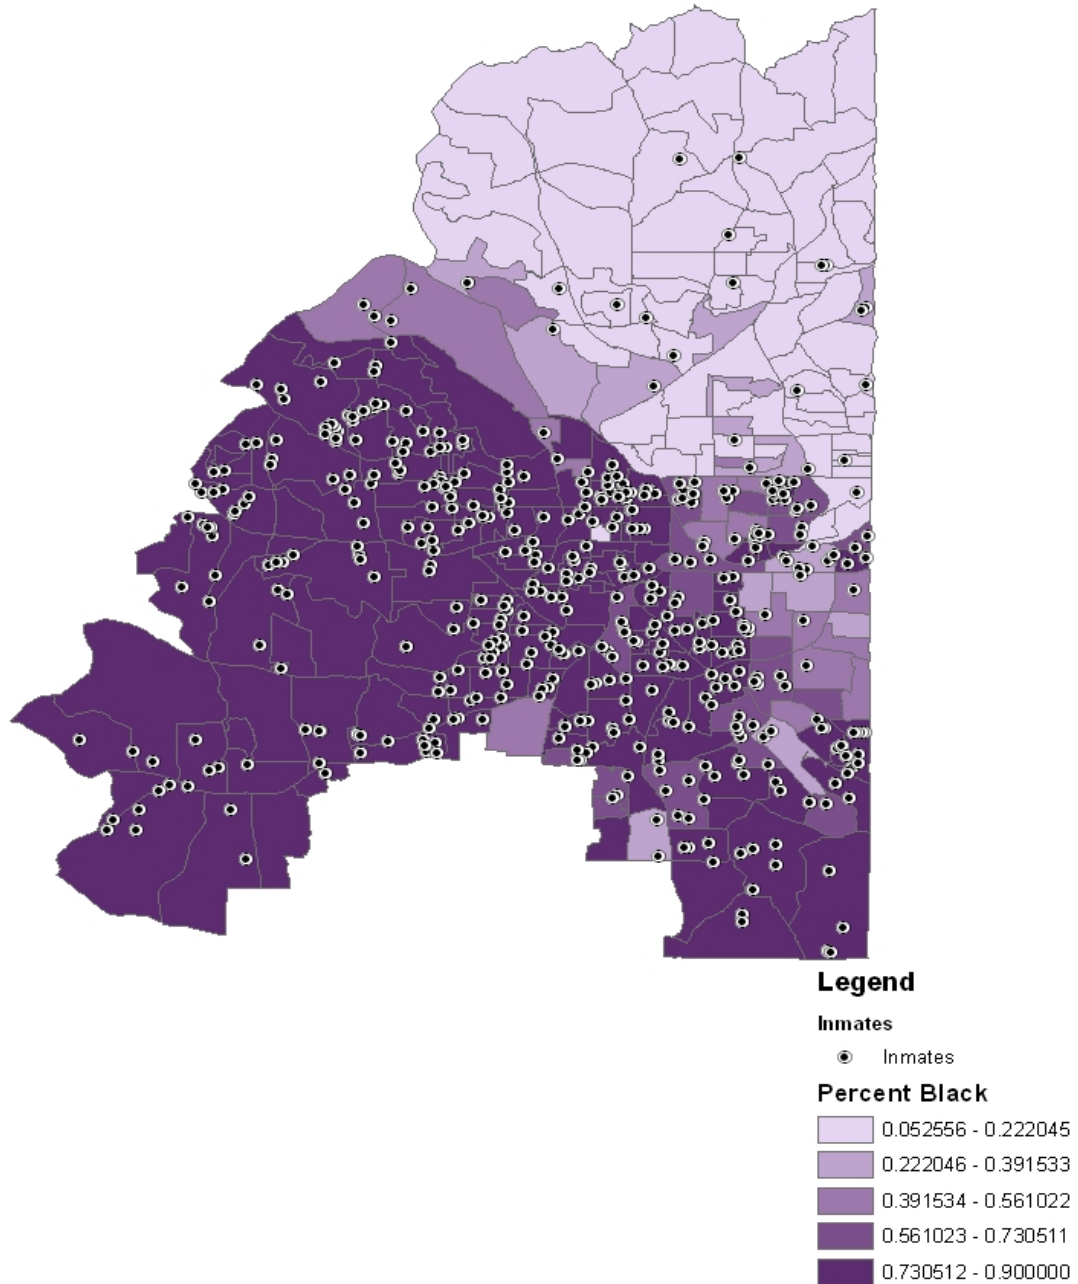 Legend
Inmates
Inmates
Percent Black
0.052556 - 0.222045
0.222046 - 0.391533
0.391534 - 0.561022
0.561023 - 0.730511
0.730512 - 0.900000